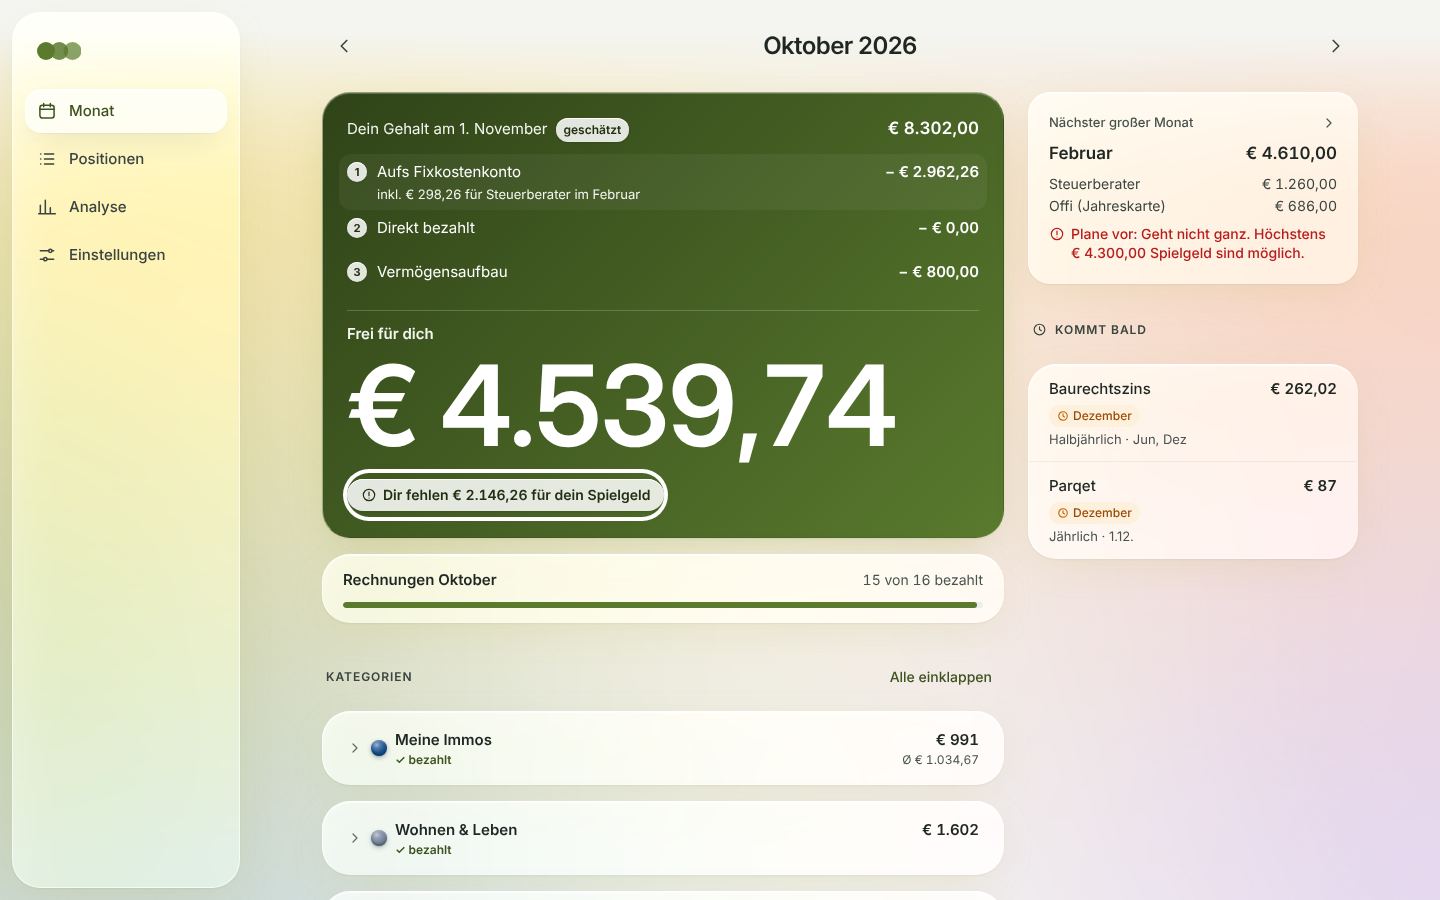 Oktober 2026
Monat
Positionen
Analyse
Einstellungen
Dein Gehalt am 1. November geschätzt € 8.302,00
1 Aufs Fixkostenkonto – € 2.962,26
inkl. € 298,26 für Steuerberater im Februar
2 Direkt bezahlt – € 0,00
3 Vermögensaufbau – € 800,00
Frei für dich
€ 4.539,74
Dir fehlen € 2.146,26 für dein Spielgeld
Rechnungen Oktober 15 von 16 bezahlt
KATEGORIEN Alle einklappen
Meine Immos € 991
✓ bezahlt Ø € 1.034,67
Wohnen & Leben € 1.602
✓ bezahlt
Nächster großer Monat
Februar € 4.610,00
Steuerberater € 1.260,00
Offi (Jahreskarte) € 686,00
Plane vor: Geht nicht ganz. Höchstens
€ 4.300,00 Spielgeld sind möglich.
KOMMT BALD
Baurechtszins € 262,02
Dezember
Halbjährlich · Jun, Dez
Parqet € 87
Dezember
Jährlich · 1.12.